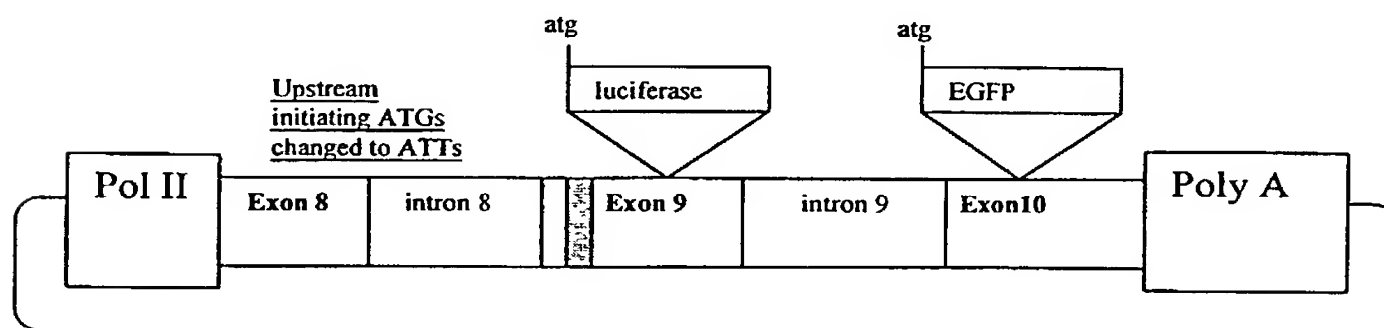 atg
atg
Upstream
initiating ATGs
changed to ATTs
luciferase
EGFP
Pol II
Exon 8
intron 8
Exon 9
intron 9
Exon10
Poly A